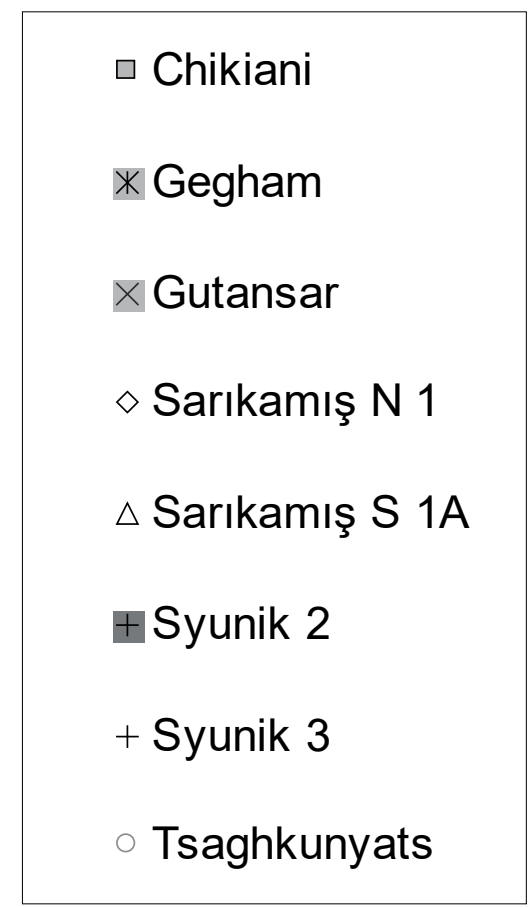 Chikiani
Gegham
Gutansar
Sarıkamış N 1
Sarıkamış S 1A
Syunik 2
Syunik 3
Tsaghkunyats